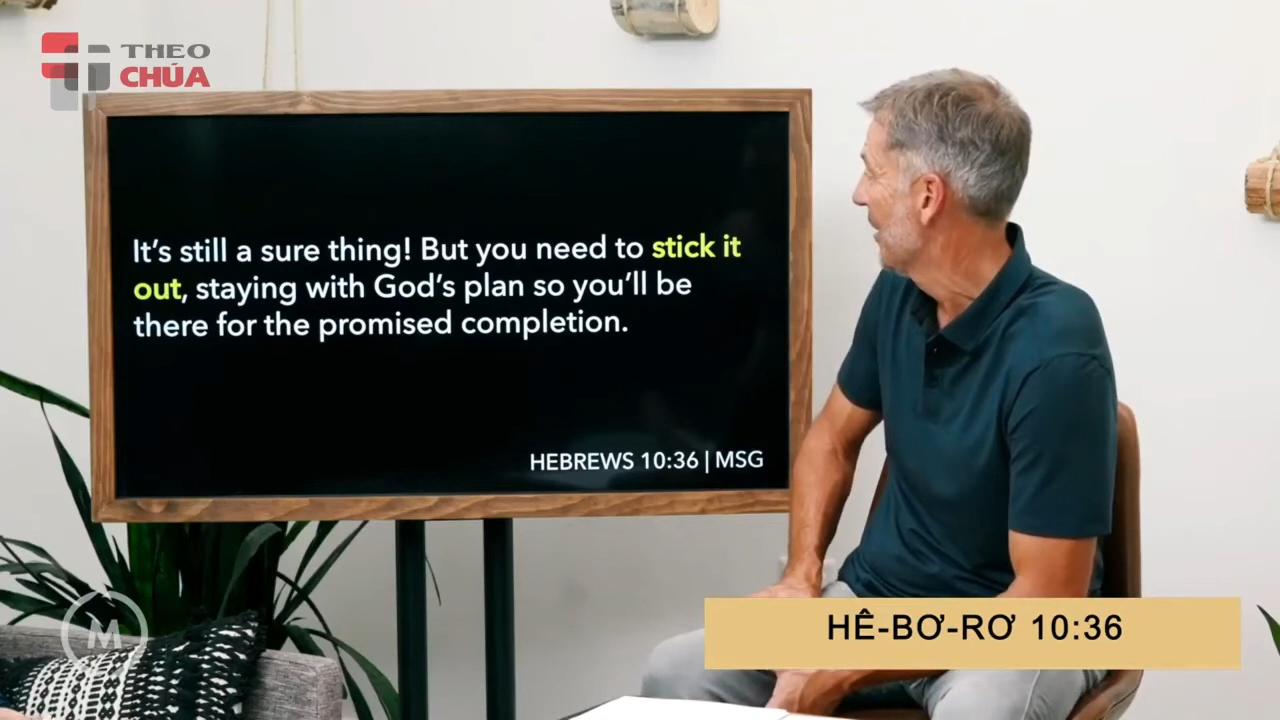 THEO
CHÚA
It's still a sure thing! But you need to stick it
out, staying with God's plan so you'll be
there for the promised completion.
HEBREWS 10:36 | MSG
M
HÊ-BƠ-RƠ 10:36